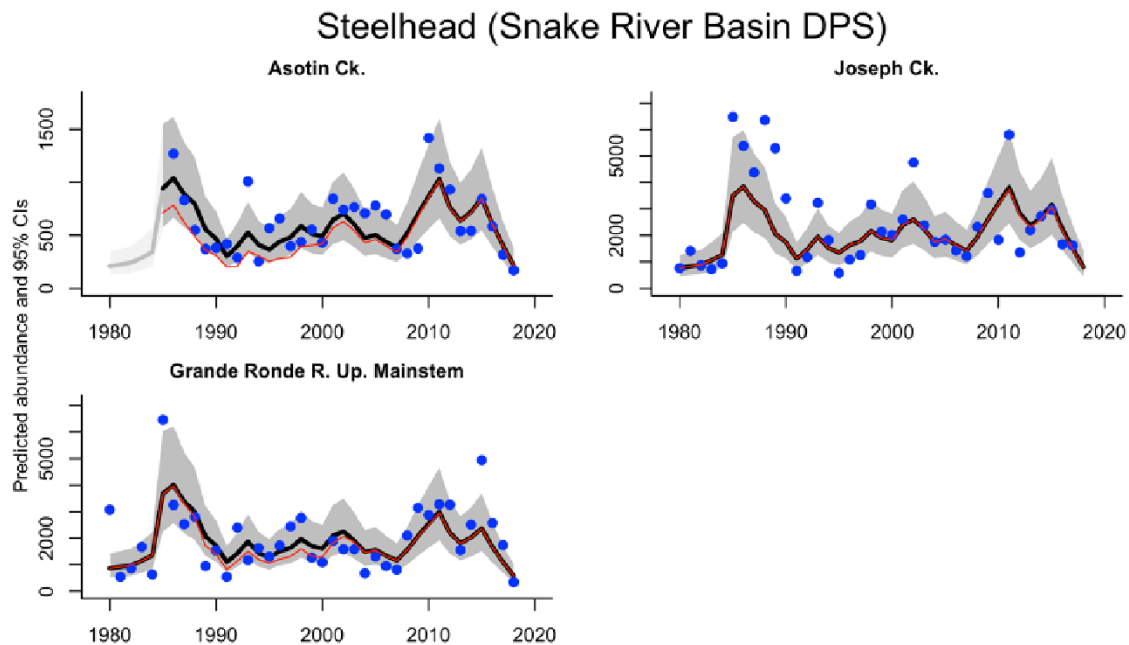 Steelhead (Snake River Basin DPS)
Asotin Ck.
Joseph Ck.
Predicted abundance and 95% CIs
1500
500
0
1980 1990 2000 2010 2020
5000
2000
0
1980 1990 2000 2010 2020
Grande Ronde R. Up. Mainstem
5000
2000
0
1980 1990 2000 2010 2020